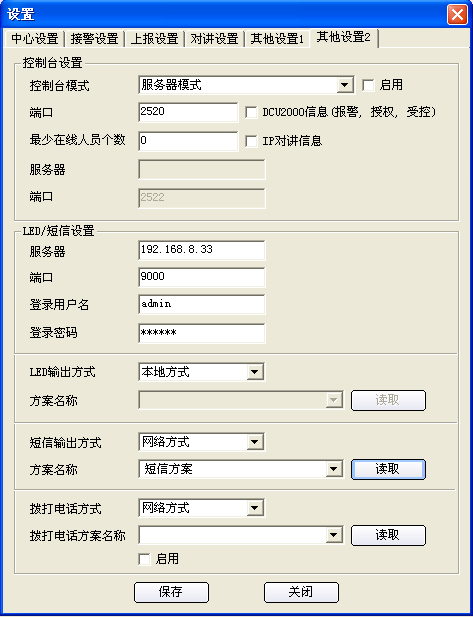 设置
中心设置 接警设置 上报设置 对讲设置 其他设置1 其他设置2
控制台设置
控制台模式 服务器模式 启用
端口 2520 DCU2000信息(报警, 授权, 受控)
最少在线人员个数 0 IP对讲信息
服务器
端口 2522
LED/短信设置
服务器 192.168.8.33
端口 9000
登录用户名 admin
登录密码 ******
LED输出方式 本地方式
方案名称 读取
短信输出方式 网络方式
方案名称 短信方案 读取
拨打电话方式 网络方式
拨打电话方案名称 读取
启用
保存 关闭